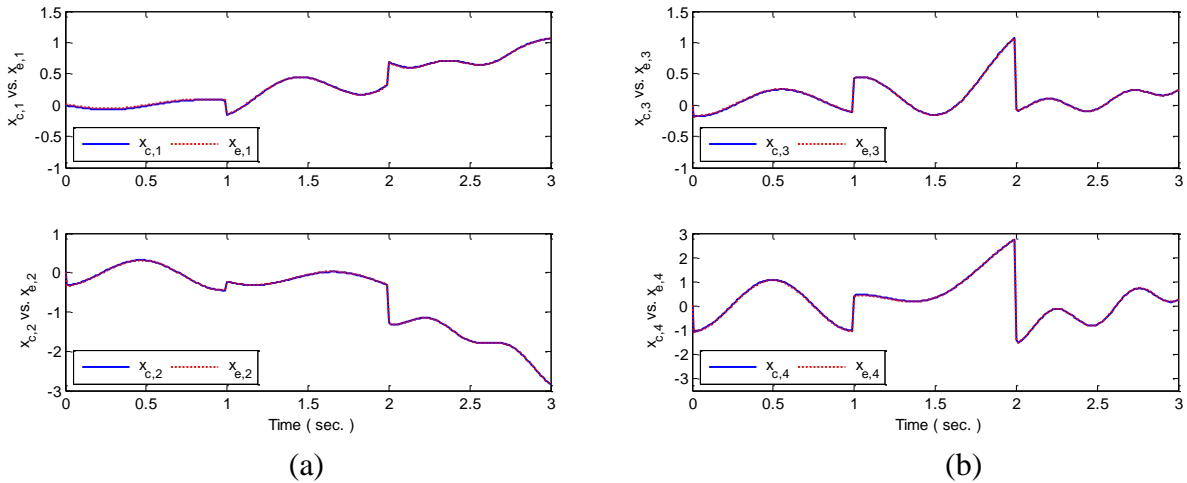 x_c,1 vs. x_e,1
1.5
1
0.5
0
-0.5
-1
x_c,1 x_e,1
0 0.5 1 1.5 2 2.5 3
x_c,2 vs. x_e,2
1
0
-1
-2
-3
x_c,2 x_e,2
0 0.5 1 1.5 2 2.5 3
Time ( sec. )
(a)
x_c,3 vs. x_e,3
1.5
1
0.5
0
-0.5
-1
x_c,3 x_e,3
0 0.5 1 1.5 2 2.5 3
x_c,4 vs. x_e,4
3
2
1
0
-1
-2
-3
x_c,4 x_e,4
0 0.5 1 1.5 2 2.5 3
Time ( sec. )
(b)